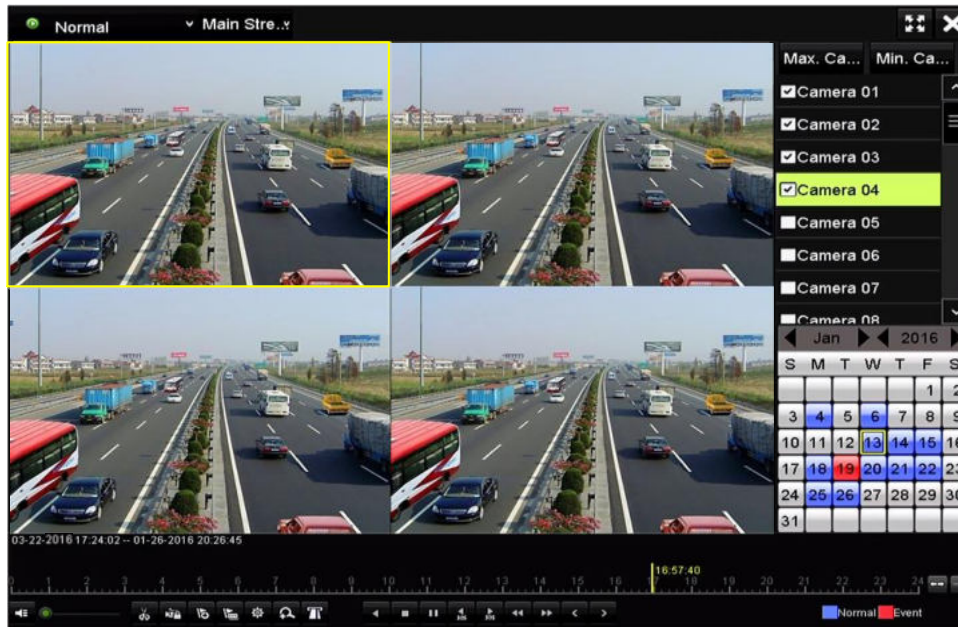 Normal Main Stre..
Max. Ca... Min. Ca...
Camera 01
Camera 02
Camera 03
Camera 04
Camera 05
Camera 06
Camera 07
Camera 08
Jan 2016
S M T W T F S
1 2
3 4 5 6 7 8 9
10 11 12 13 14 15 16
17 18 19 20 21 22 23
24 25 26 27 28 29 30
31
03-22-2016 17:24:02 -- 01-26-2016 20:26:45
16:57:40
0 1 2 3 4 5 6 7 8 9 10 11 12 13 14 15 16 17 18 19 20 21 22 23 24
30S 30S
Normal Event